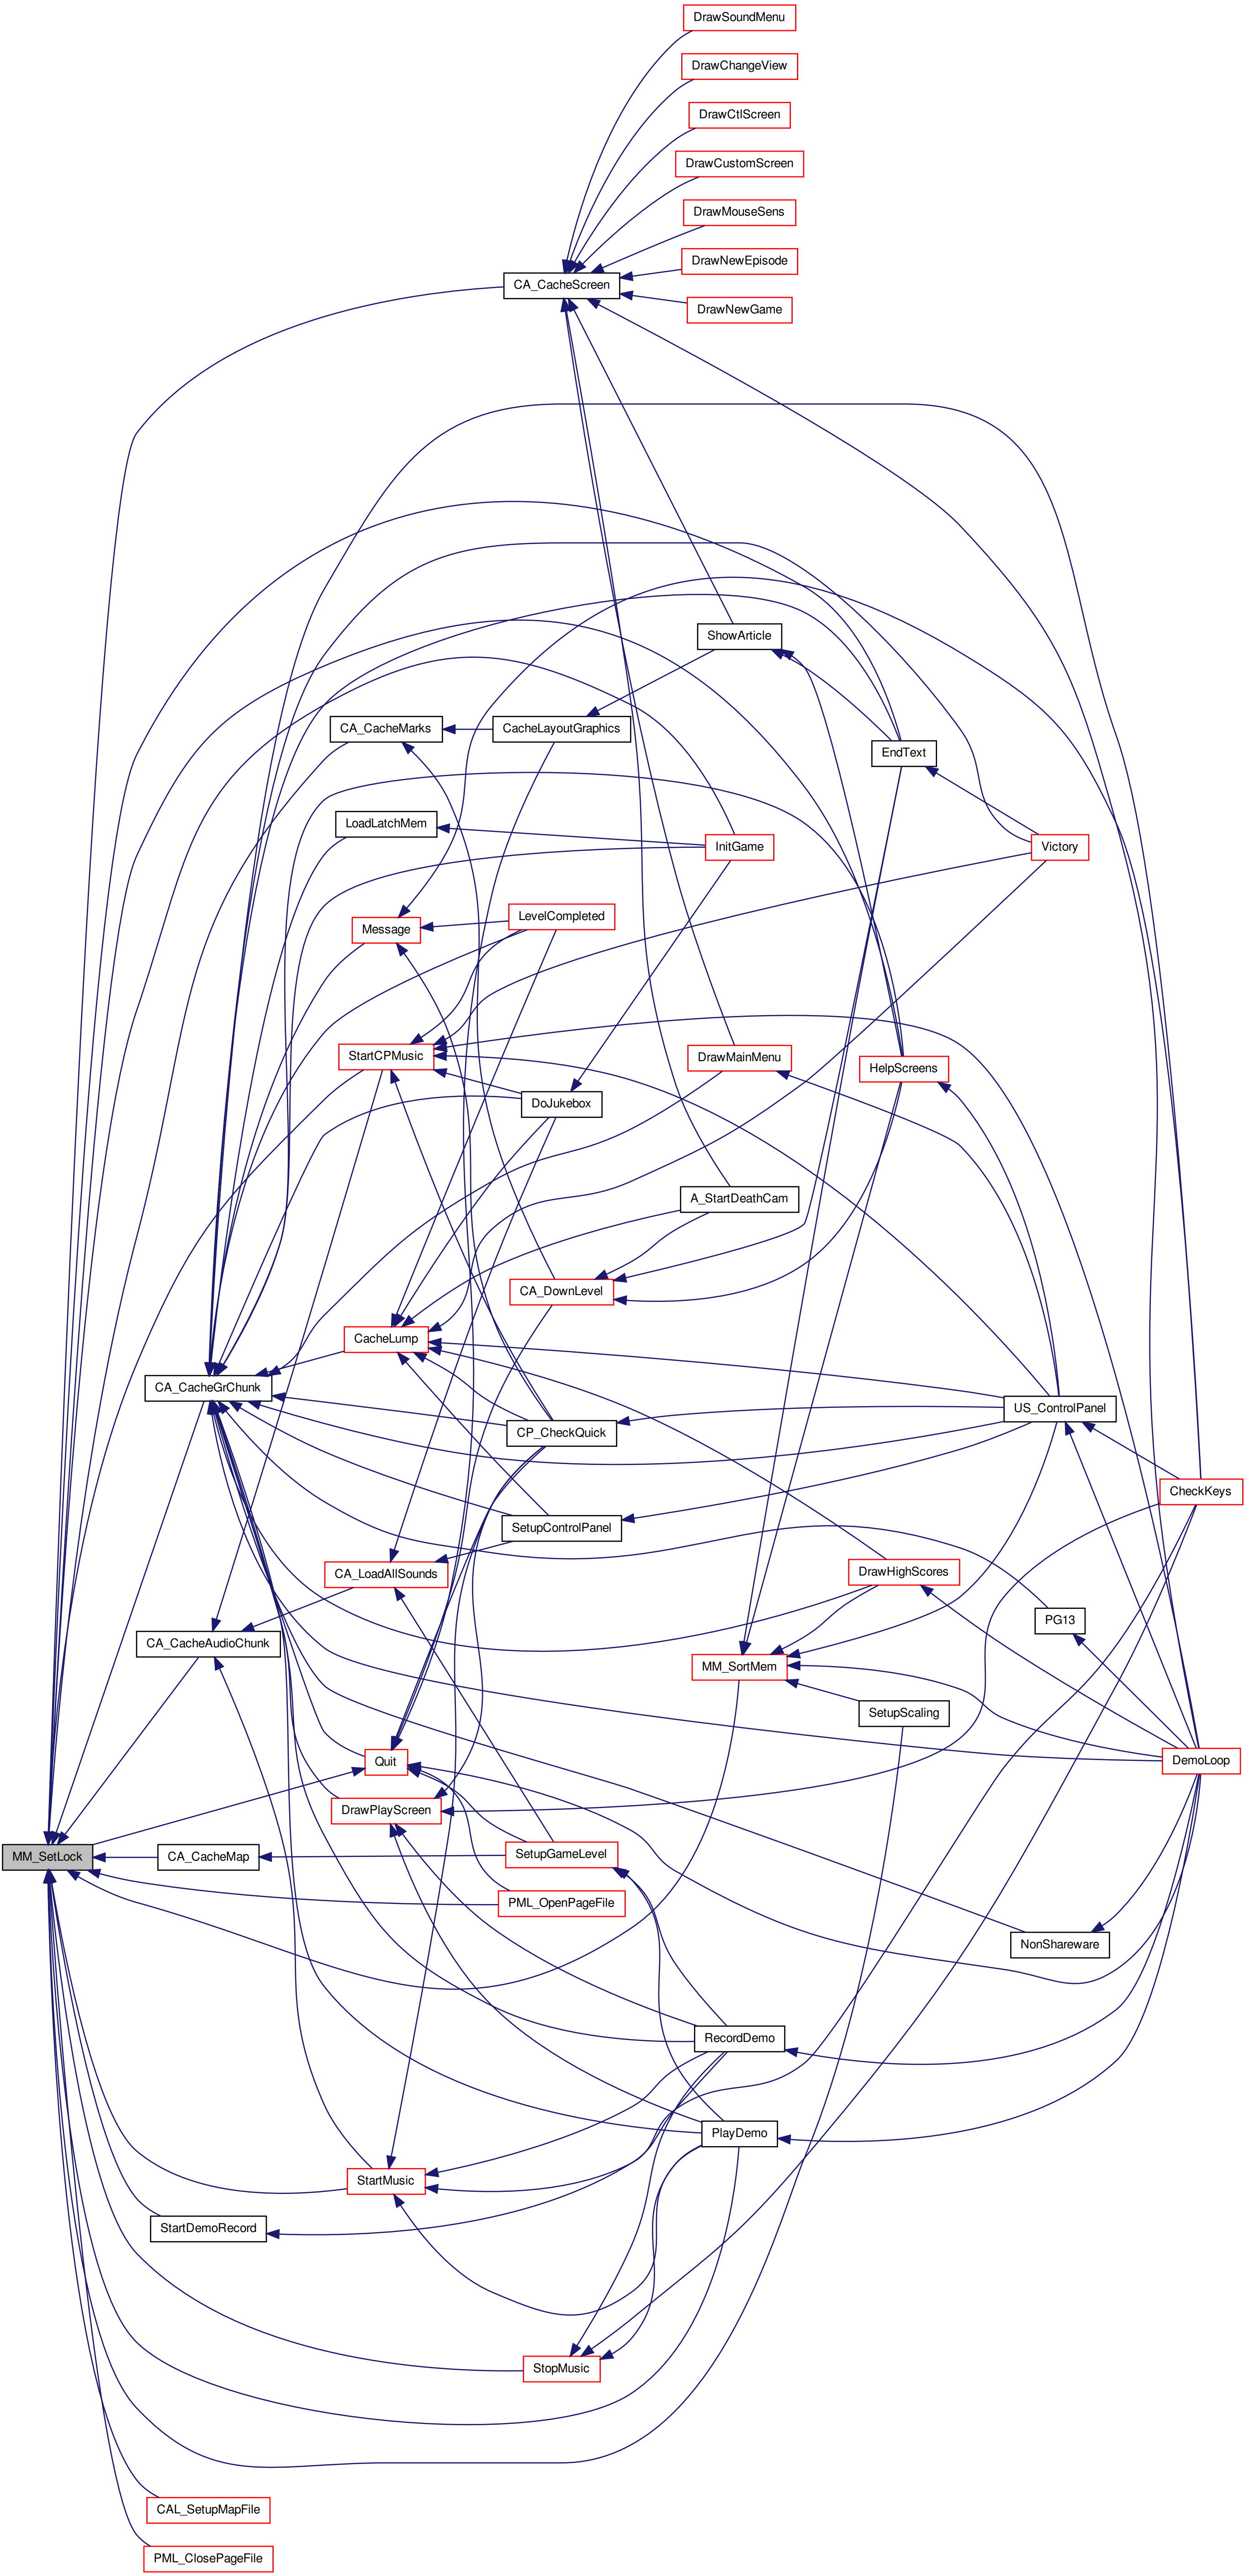 DrawSoundMenu
DrawChangeView
DrawCtlScreen
DrawCustomScreen
DrawMouseSens
DrawNewEpisode
CA_CacheScreen
DrawNewGame
ShowArticle
CA_CacheMarks
CacheLayoutGraphics
EndText
LoadLatchMem
InitGame
Victory
LevelCompleted
Message
StartCPMusic
DrawMainMenu
HelpScreens
DoJukebox
A_StartDeathCam
CA_DownLevel
CacheLump
CA_CacheGrChunk
US_ControlPanel
CP_CheckQuick
CheckKeys
SetupControlPanel
CA_LoadAllSounds
DrawHighScores
PG13
CA_CacheAudioChunk
MM_SortMem
SetupScaling
Quit
DemoLoop
DrawPlayScreen
MM_SetLock
CA_CacheMap
SetupGameLevel
PML_OpenPageFile
NonShareware
RecordDemo
PlayDemo
StartMusic
StartDemoRecord
StopMusic
CAL_SetupMapFile
PML_ClosePageFile